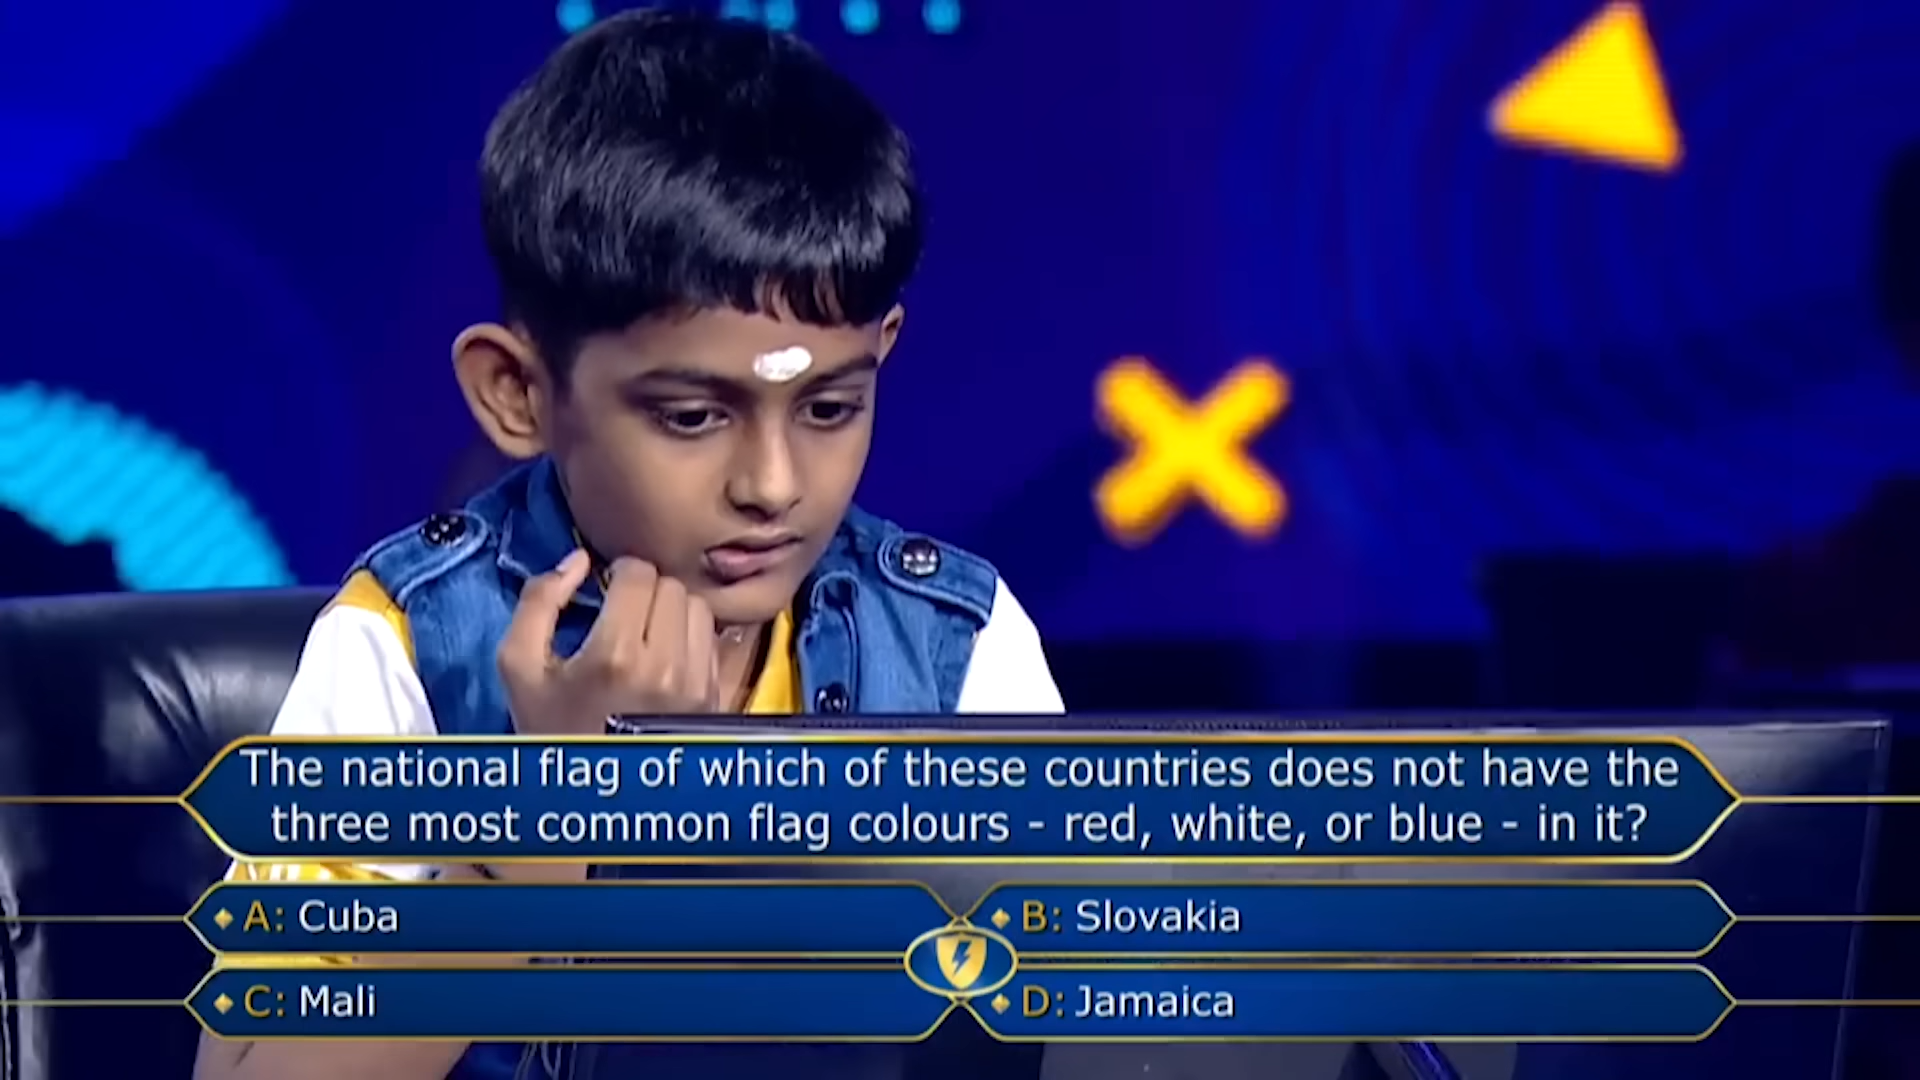 The national flag of which of these countries does not have the
three most common flag colours - red, white, or blue - in it?
A: Cuba
B: Slovakia
C: Mali
D: Jamaica